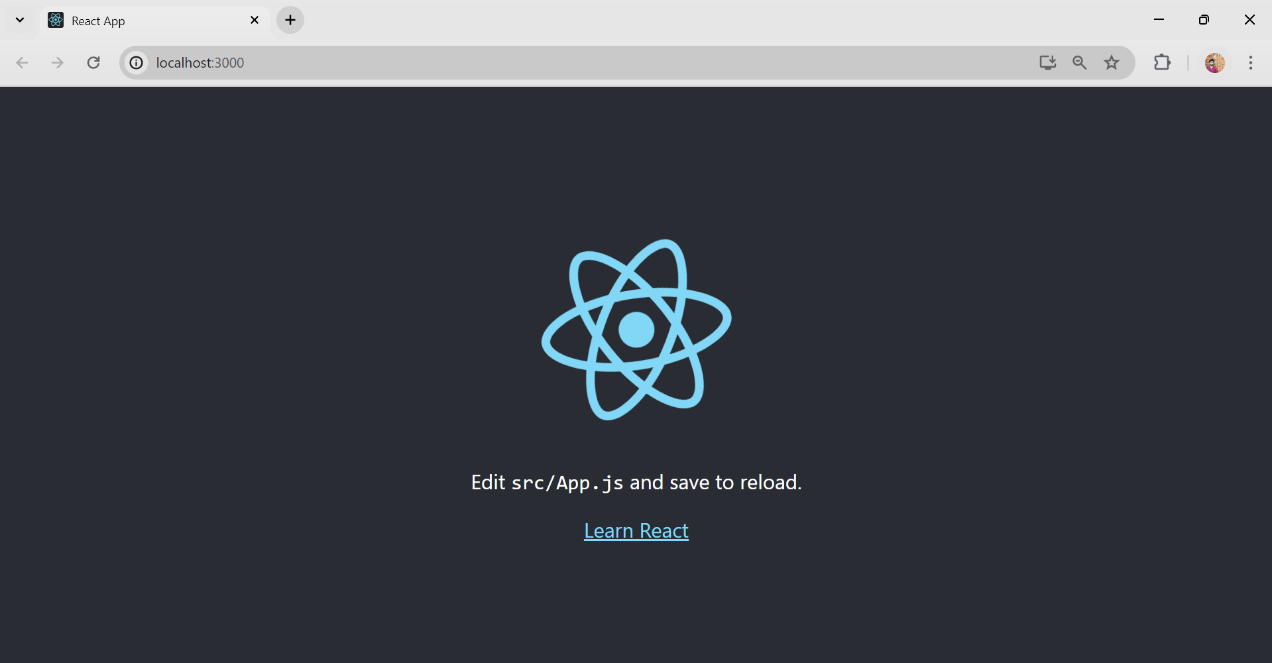 React App
localhost:3000
Edit src/App.js and save to reload.
Learn React